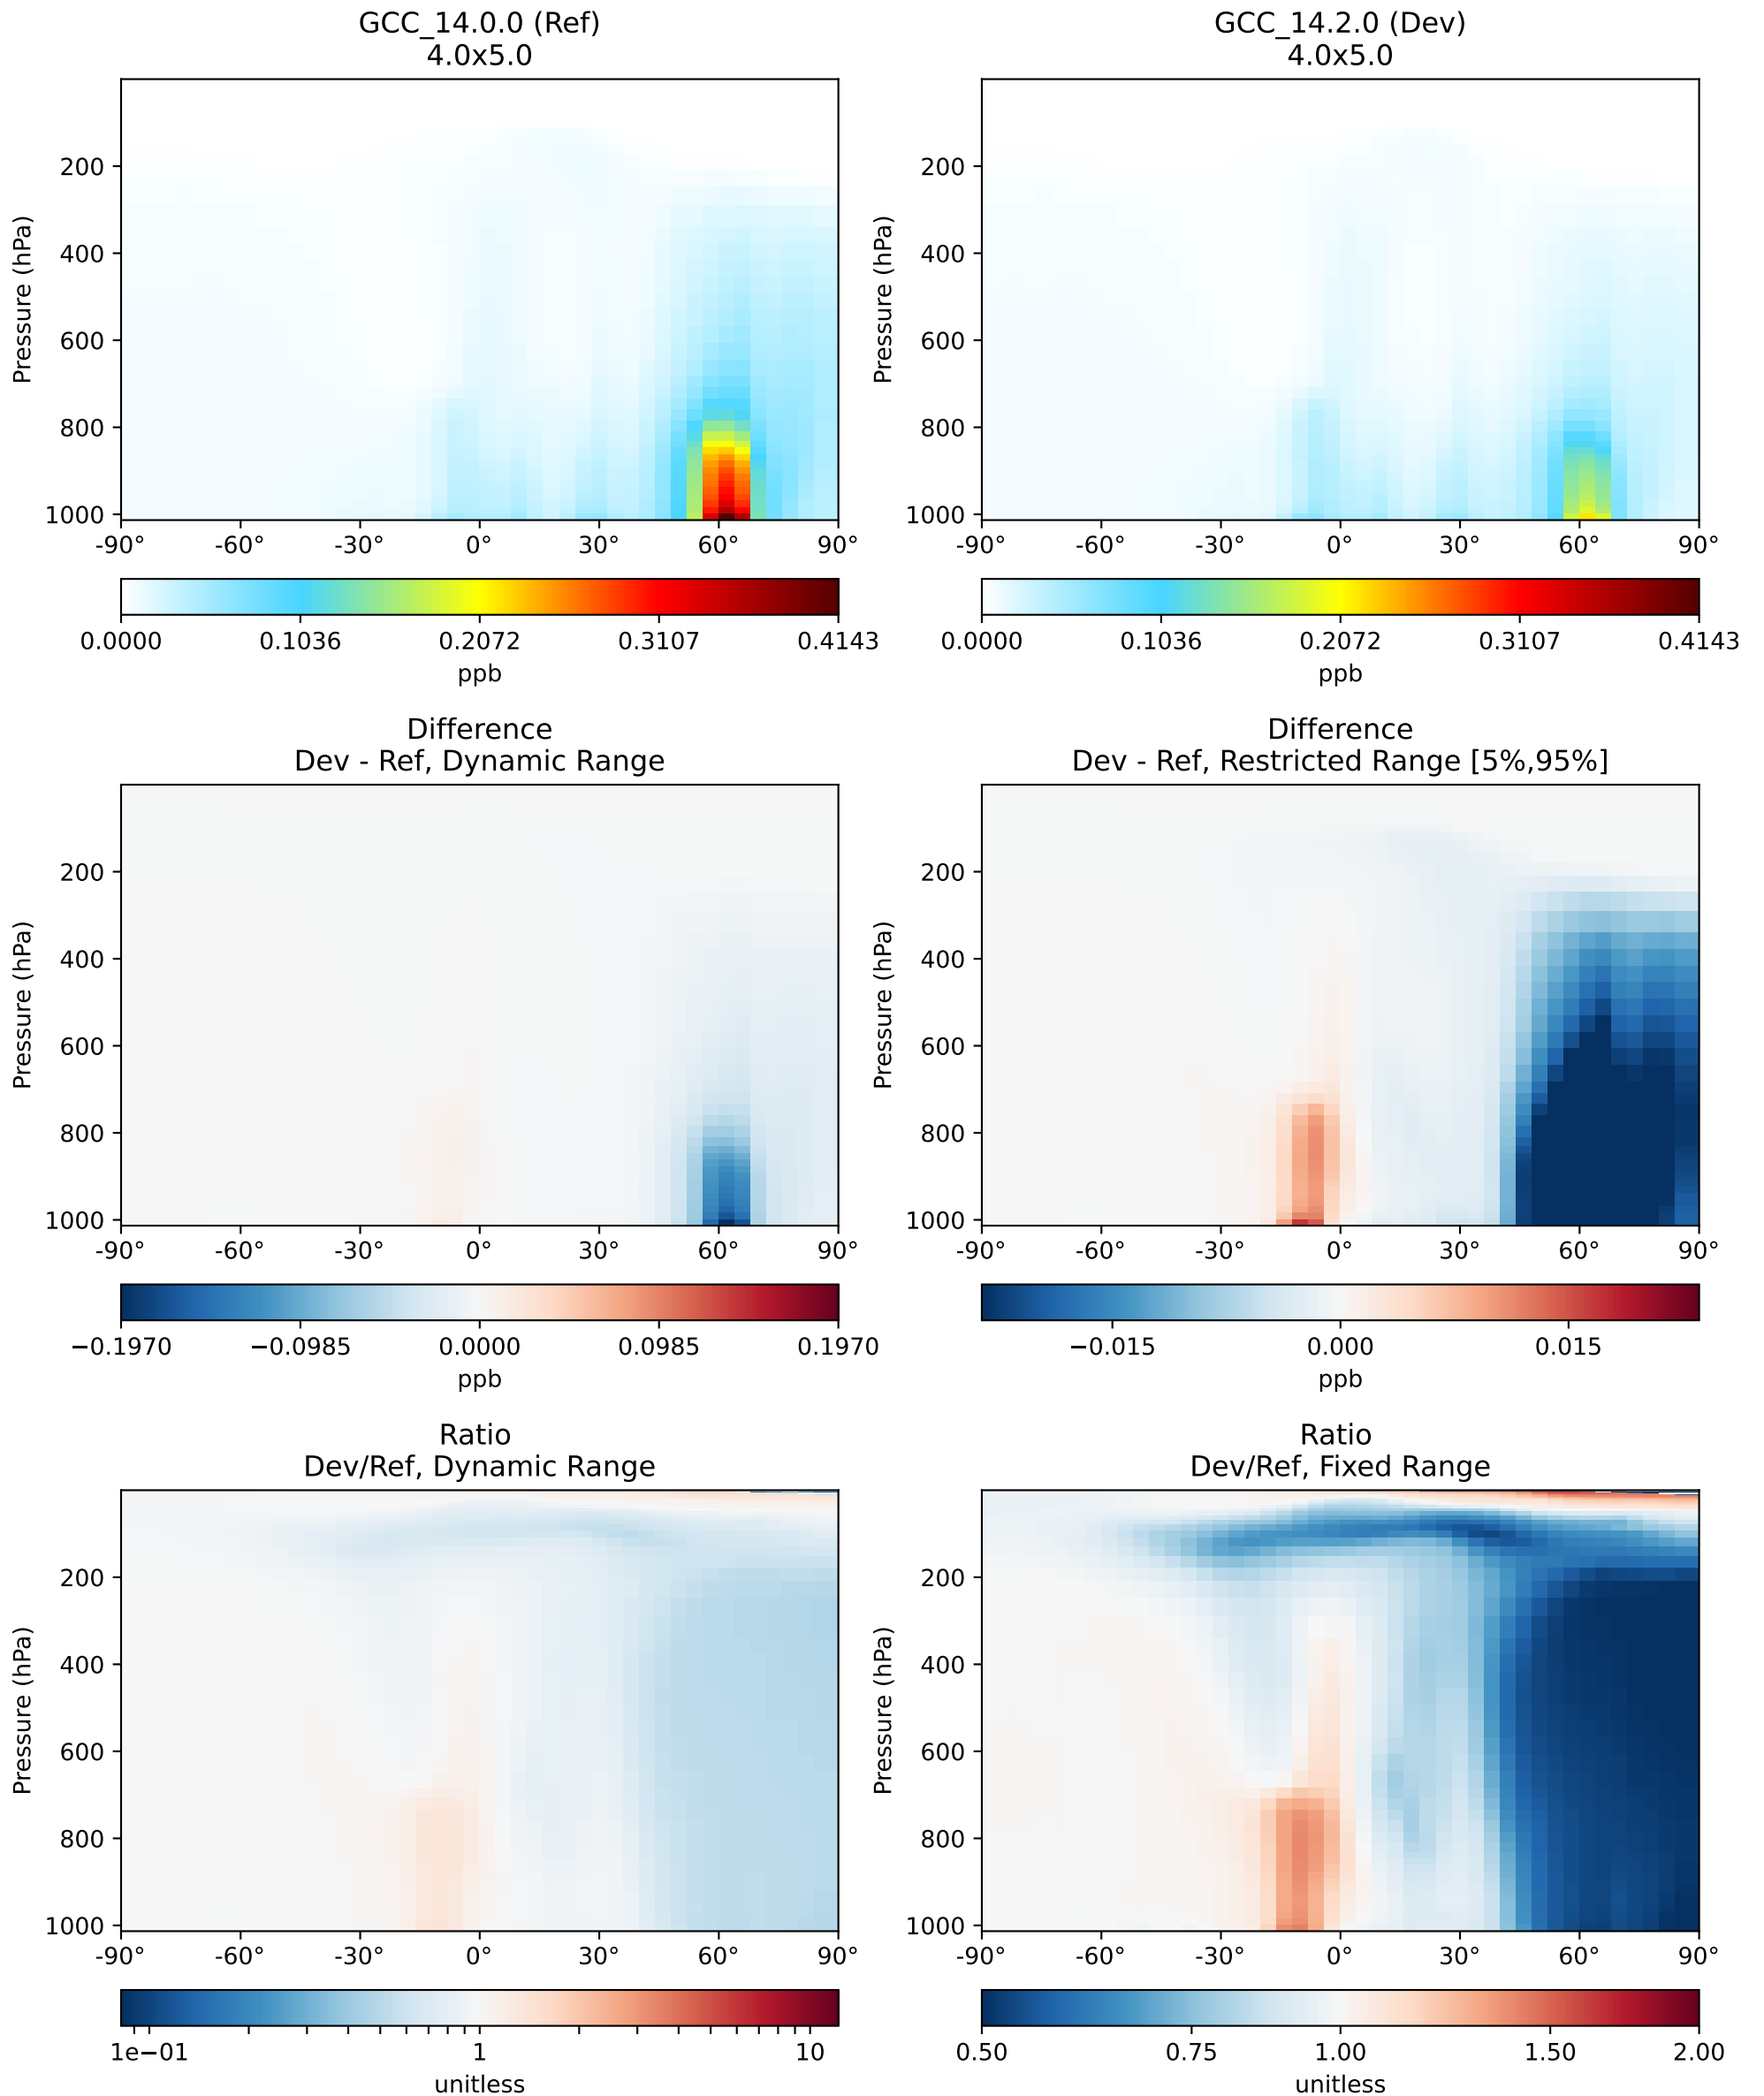 GCC_14.0.0 (Ref)
4.0x5.0
GCC_14.2.0 (Dev)
4.0x5.0
Pressure (hPa)
200
400
600
800
1000
-90° -60° -30° 0° 30° 60° 90°
0.0000 0.1036 0.2072 0.3107 0.4143
ppb
Pressure (hPa)
200
400
600
800
1000
-90° -60° -30° 0° 30° 60° 90°
0.0000 0.1036 0.2072 0.3107 0.4143
ppb
Difference
Dev - Ref, Dynamic Range
Difference
Dev - Ref, Restricted Range [5%,95%]
Pressure (hPa)
200
400
600
800
1000
-90° -60° -30° 0° 30° 60° 90°
−0.1970 −0.0985 0.0000 0.0985 0.1970
ppb
Pressure (hPa)
200
400
600
800
1000
-90° -60° -30° 0° 30° 60° 90°
−0.015 0.000 0.015
ppb
Ratio
Dev/Ref, Dynamic Range
Ratio
Dev/Ref, Fixed Range
Pressure (hPa)
200
400
600
800
1000
-90° -60° -30° 0° 30° 60° 90°
1e−01 1 10
unitless
Pressure (hPa)
200
400
600
800
1000
-90° -60° -30° 0° 30° 60° 90°
0.50 0.75 1.00 1.50 2.00
unitless